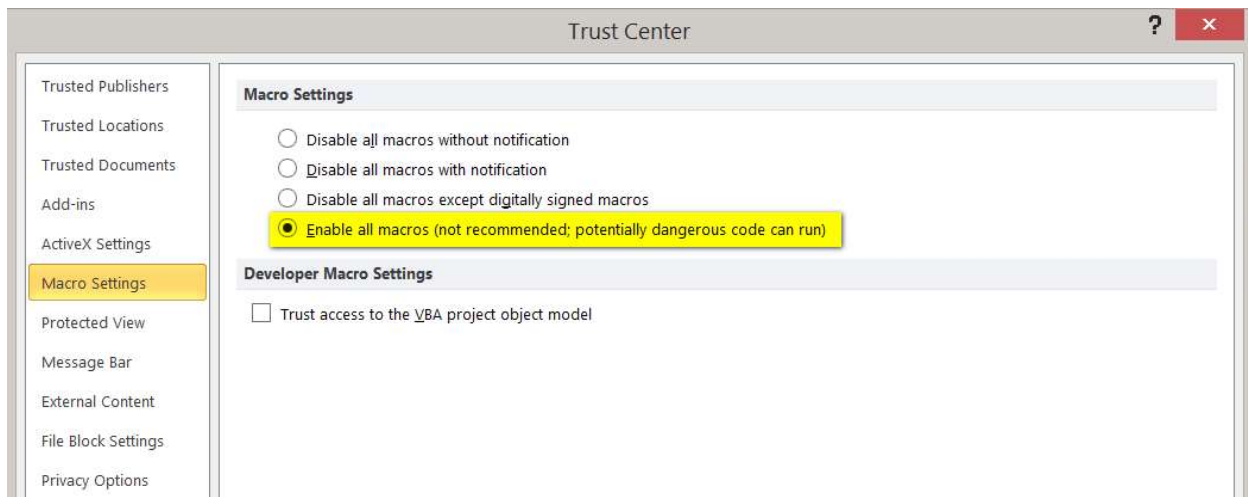 Trust Center
?
Trusted Publishers
Trusted Locations
Trusted Documents
Add-ins
ActiveX Settings
Macro Settings
Protected View
Message Bar
External Content
File Block Settings
Privacy Options
Macro Settings
Disable all macros without notification
Disable all macros with notification
Disable all macros except digitally signed macros
Enable all macros (not recommended; potentially dangerous code can run)
Developer Macro Settings
Trust access to the VBA project object model